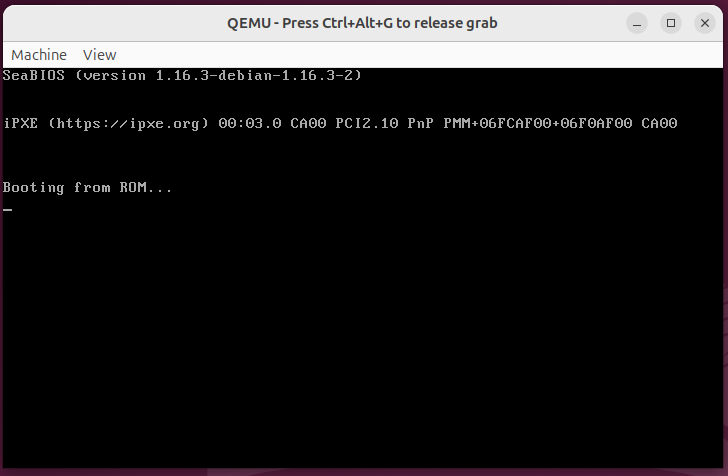 QEMU - Press Ctrl+Alt+G to release grab
Machine View
SeaBIOS (version 1.16.3-debian-1.16.3-2)
iPXE (https://ipxe.org) 00:03.0 CA00 PCI2.10 PnP PMM+06FCAF00+06F0AF00 CA00
Booting from ROM...